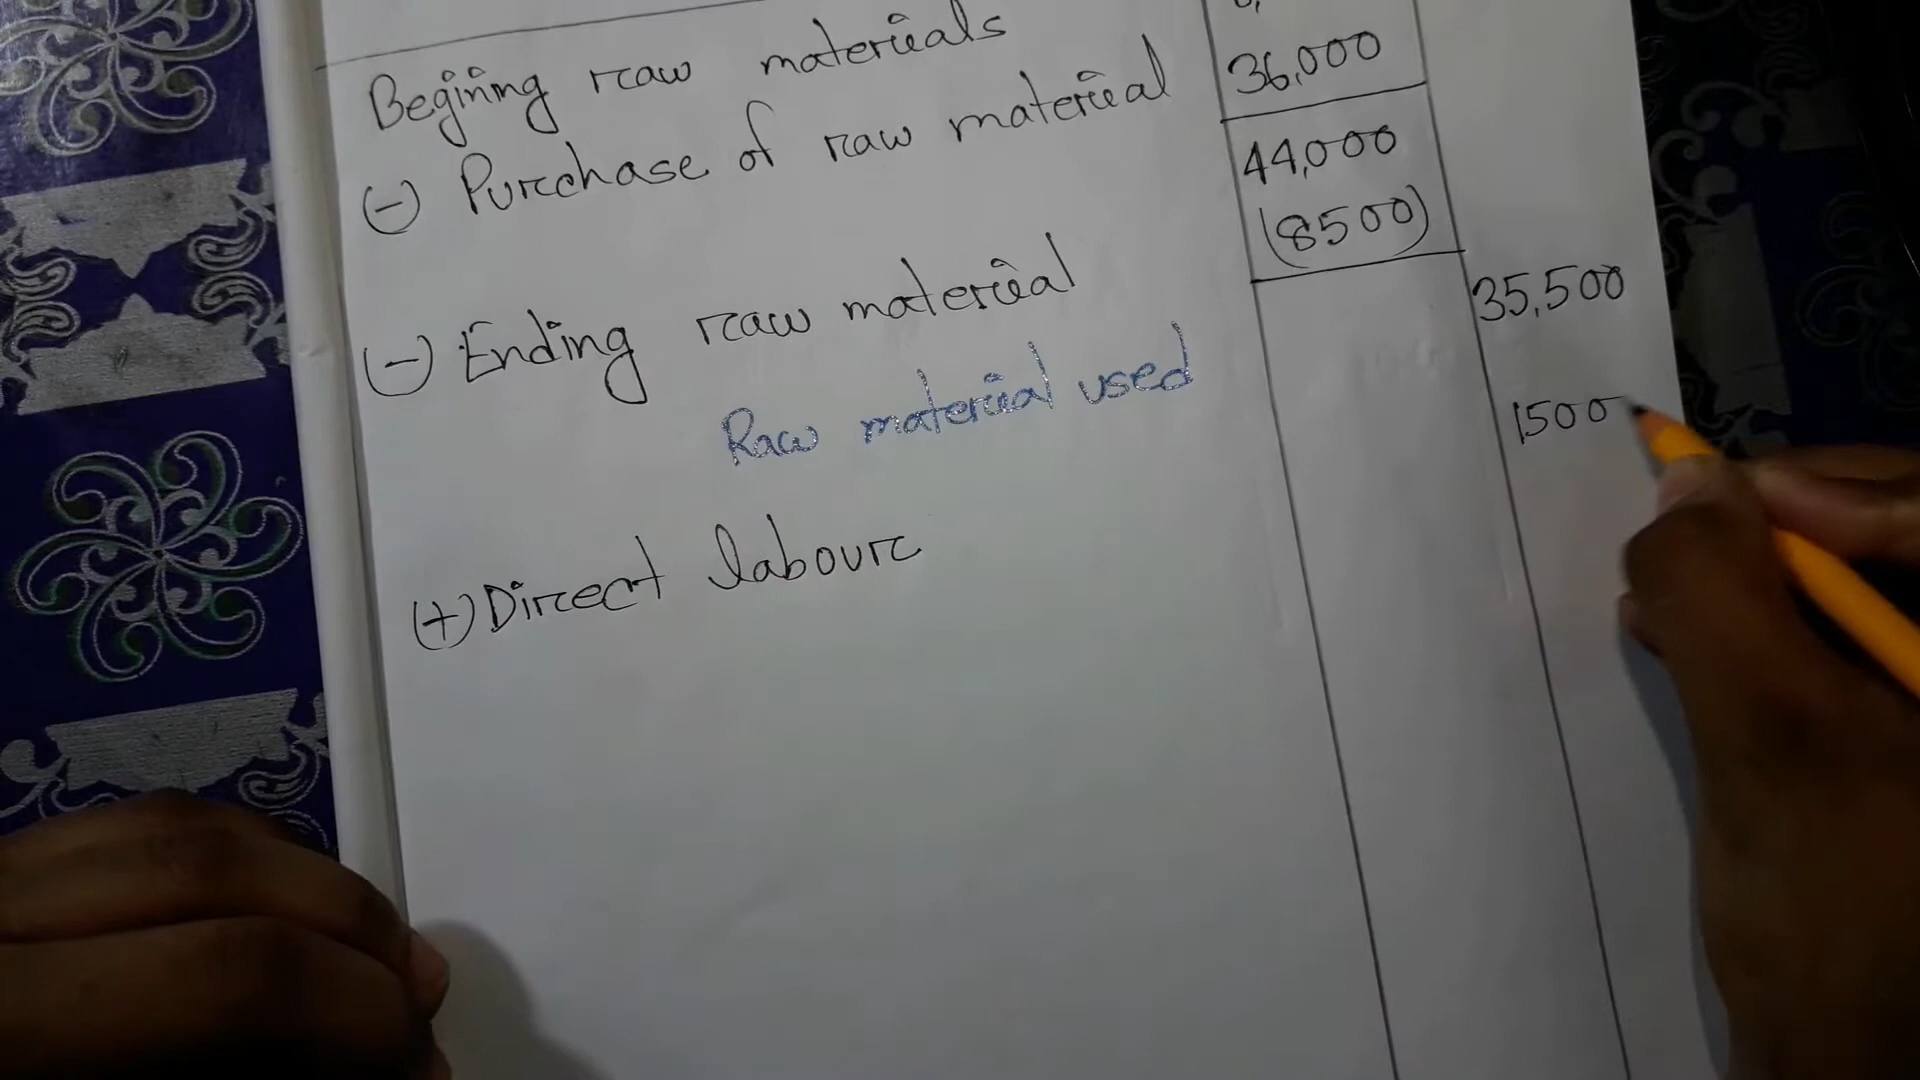 Begining raw materials
36,000
(-) Purchase of raw material
44,000
(8500)
(-) Ending raw material
35,500
Raw material used
1500
(+) Direct labour